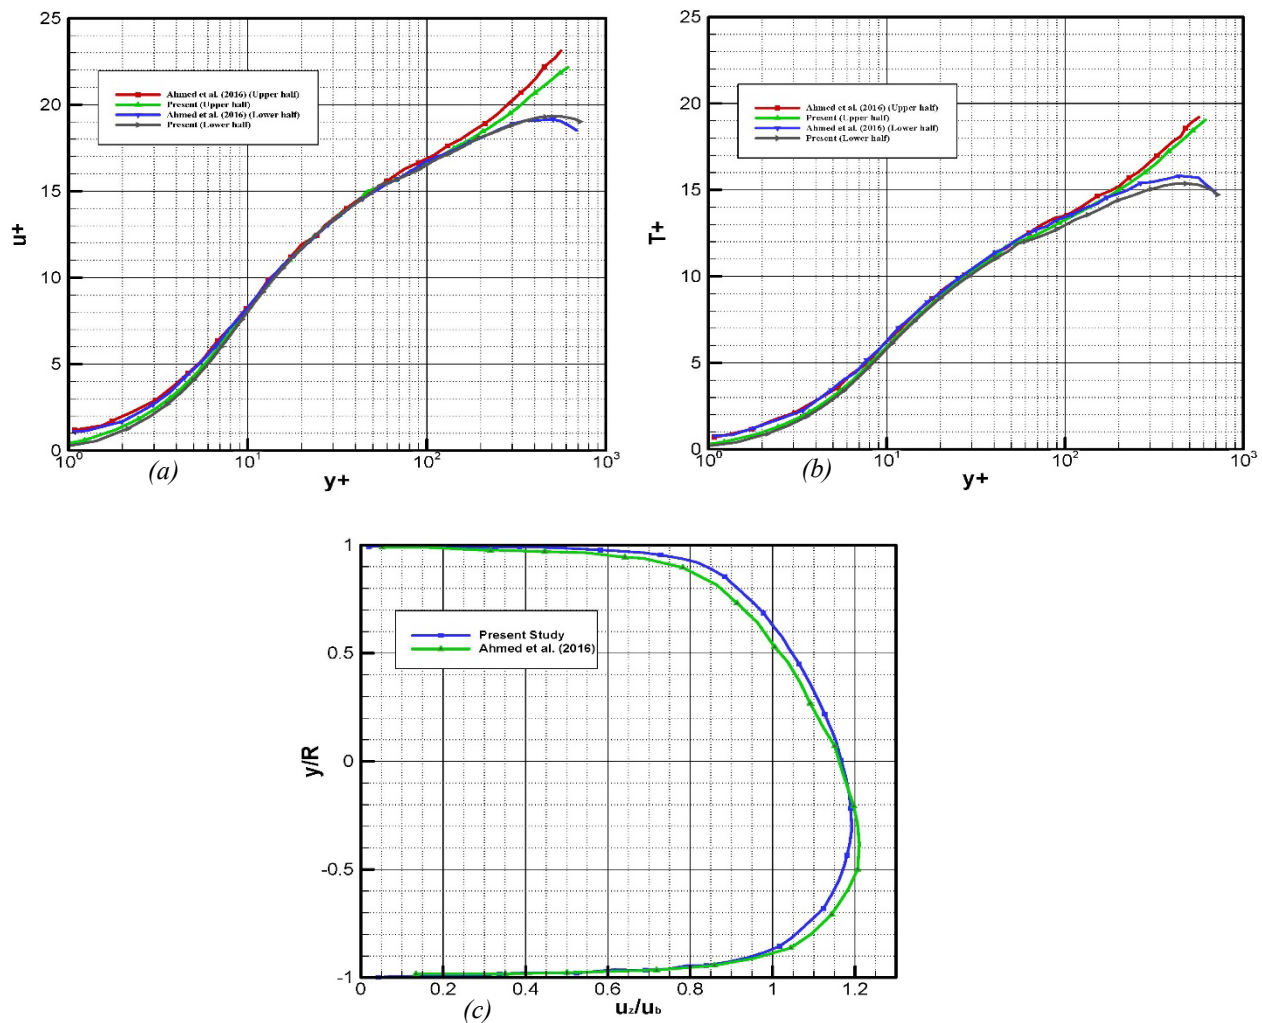 25
20
15
10
5
0
u+
Ahmed et al. (2016) (Upper half)
Present (Upper half)
Ahmed et al. (2016) (Lower half)
Present (Lower half)
10⁰
10¹
10²
10³
(a)
y+
25
20
15
10
5
0
T+
Ahmed et al. (2016) (Upper half)
Present (Upper half)
Ahmed et al. (2016) (Lower half)
Present (Lower half)
10⁰
10¹
10²
10³
(b)
y+
1
0.5
0
-0.5
-1
y/R
Present Study
Ahmed et al. (2016)
0
0.2
0.4
0.6
0.8
1
1.2
(c)
u_z/u_b